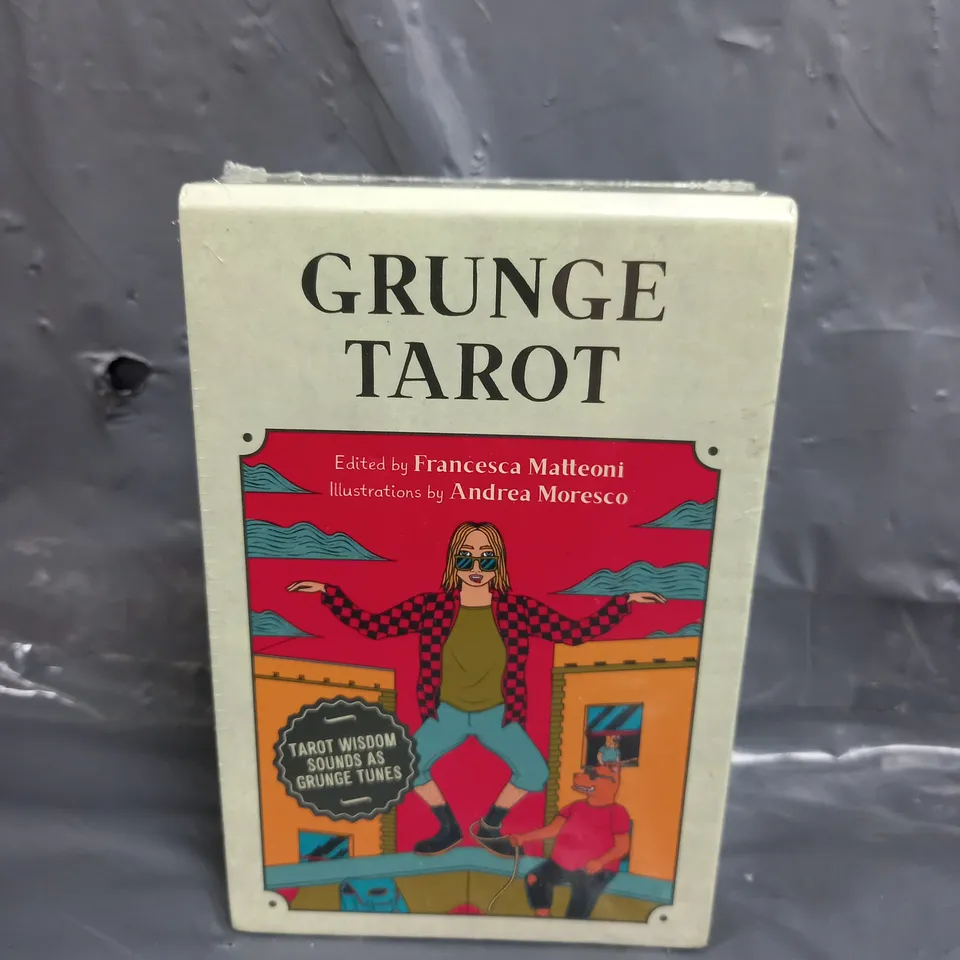 GRUNGE
TAROT
Edited by Francesca Matteoni
Illustrations by Andrea Moresco
TAROT WISDOM
SOUNDS AS
GRUNGE TUNES